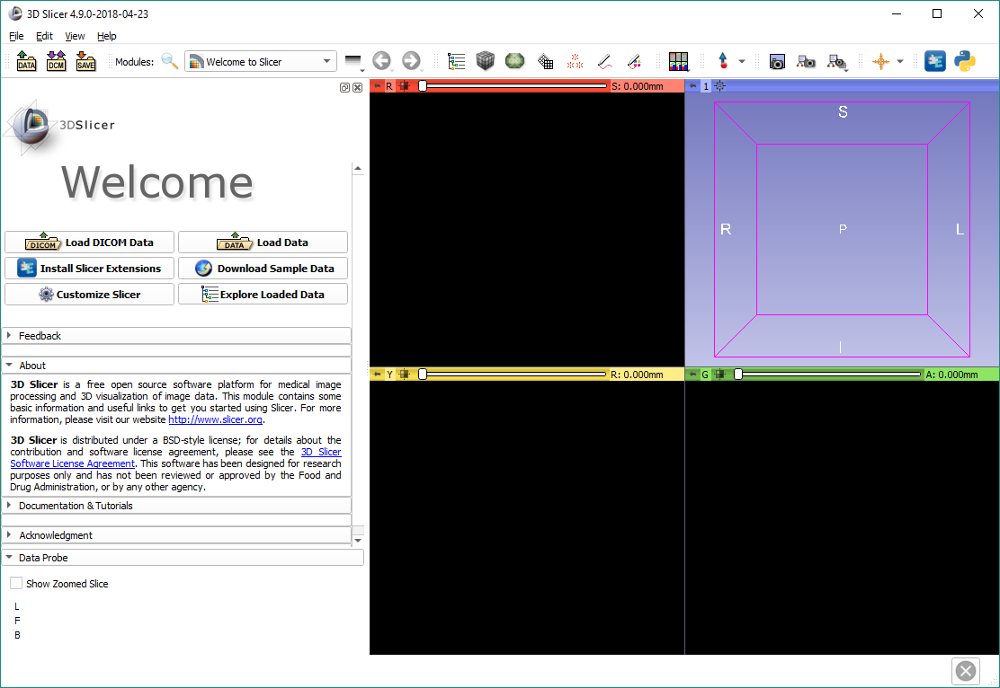 3D Slicer 4.9.0-2018-04-23
File Edit View Help
DATA DCM SAVE Modules: Welcome to Slicer
R S: 0.000mm
1
3DSlicer
Welcome
S
R P L
I
DICOM Load DICOM Data
DATA Load Data
Install Slicer Extensions
Download Sample Data
Customize Slicer
Explore Loaded Data
Feedback
About
3D Slicer is a free open source software platform for medical image
processing and 3D visualization of image data. This module contains some
basic information and useful links to get you started using Slicer. For more
information, please visit our website http://www.slicer.org.
3D Slicer is distributed under a BSD-style license; for details about the
contribution and software license agreement, please see the 3D Slicer
Software License Agreement. This software has been designed for research
purposes only and has not been reviewed or approved by the Food and
Drug Administration, or by any other agency.
Documentation & Tutorials
Acknowledgment
Data Probe
Show Zoomed Slice
L
F
B
Y R: 0.000mm
G A: 0.000mm